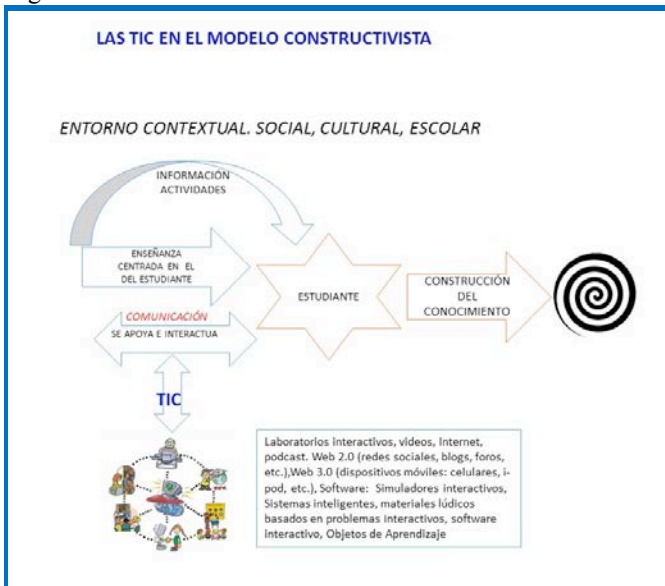 LAS TIC EN EL MODELO CONSTRUCTIVISTA
ENTORNO CONTEXTUAL. SOCIAL, CULTURAL, ESCOLAR
INFORMACIÓN
ACTIVIDADES
ENSEÑANZA
CENTRADA EN EL
DEL ESTUDIANTE
ESTUDIANTE
CONSTRUCCIÓN
DEL
CONOCIMIENTO
COMUNICACIÓN
SE APOYA E INTERACTUA
TIC
Laboratorios interactivos, videos, Internet,
podcast. Web 2.0 (redes sociales, blogs, foros,
etc.),Web 3.0 (dispositivos móviles: celulares, i-
pod, etc.), Software: Simuladores interactivos,
Sistemas inteligentes, materiales lúdicos
basados en problemas interactivos, software
interactivo, Objetos de Aprendizaje